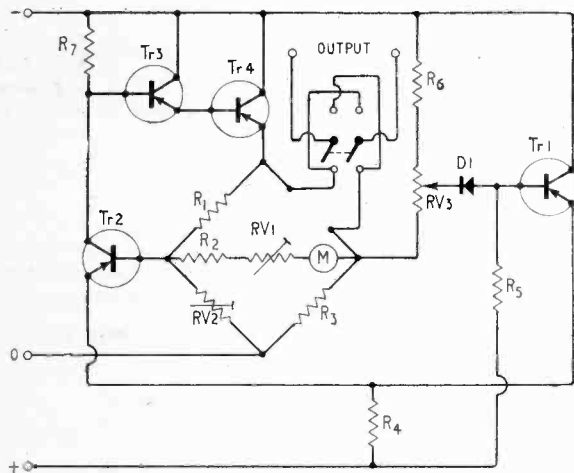 −
OUTPUT
R7
Tr3
Tr4
R6
Tr1
D1
RV3
R1
Tr2
R2
RV1
M
R5
RV2
R3
0
R4
+